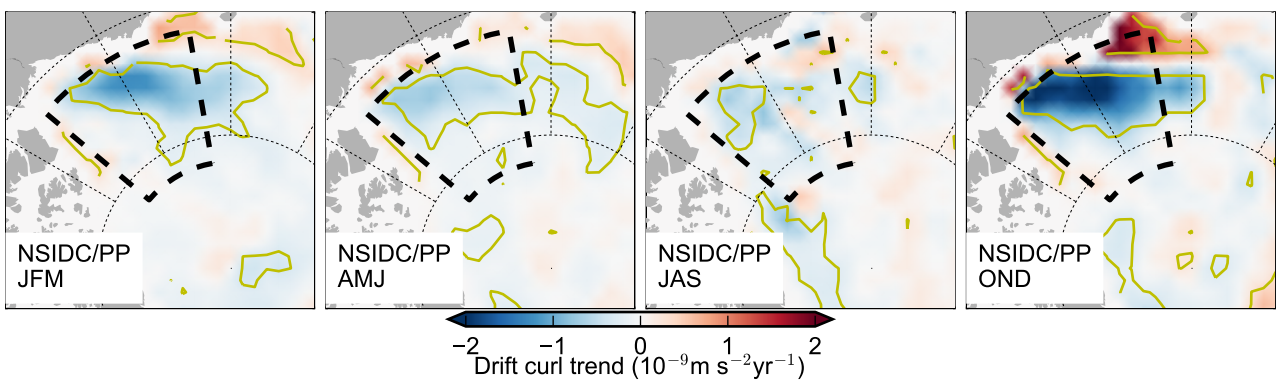 NSIDC/PP
JFM
NSIDC/PP
AMJ
NSIDC/PP
JAS
NSIDC/PP
OND
−2 −1 0 1 2
Drift curl trend (10⁻⁹m s⁻²yr⁻¹)